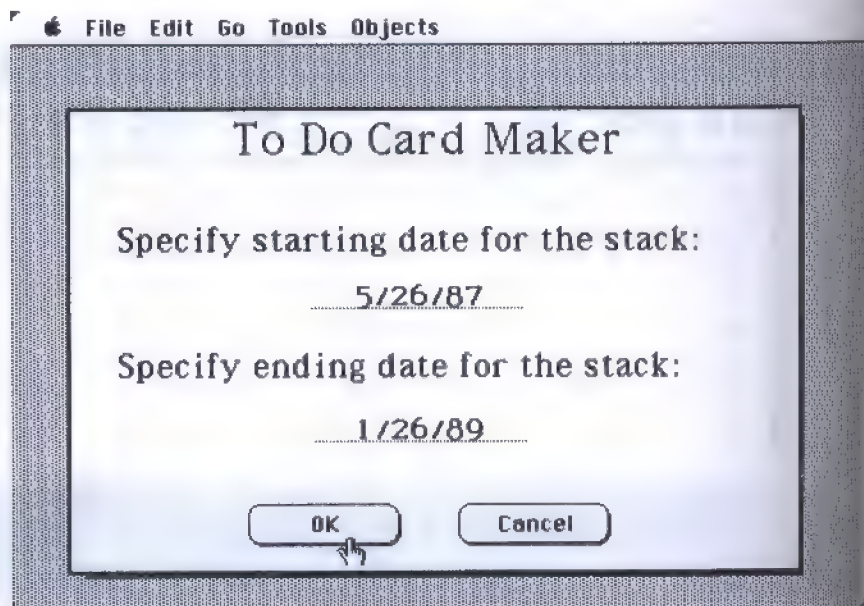 File Edit Go Tools Objects
To Do Card Maker
Specify starting date for the stack:
5/26/87
Specify ending date for the stack:
1/26/89
OK Cancel